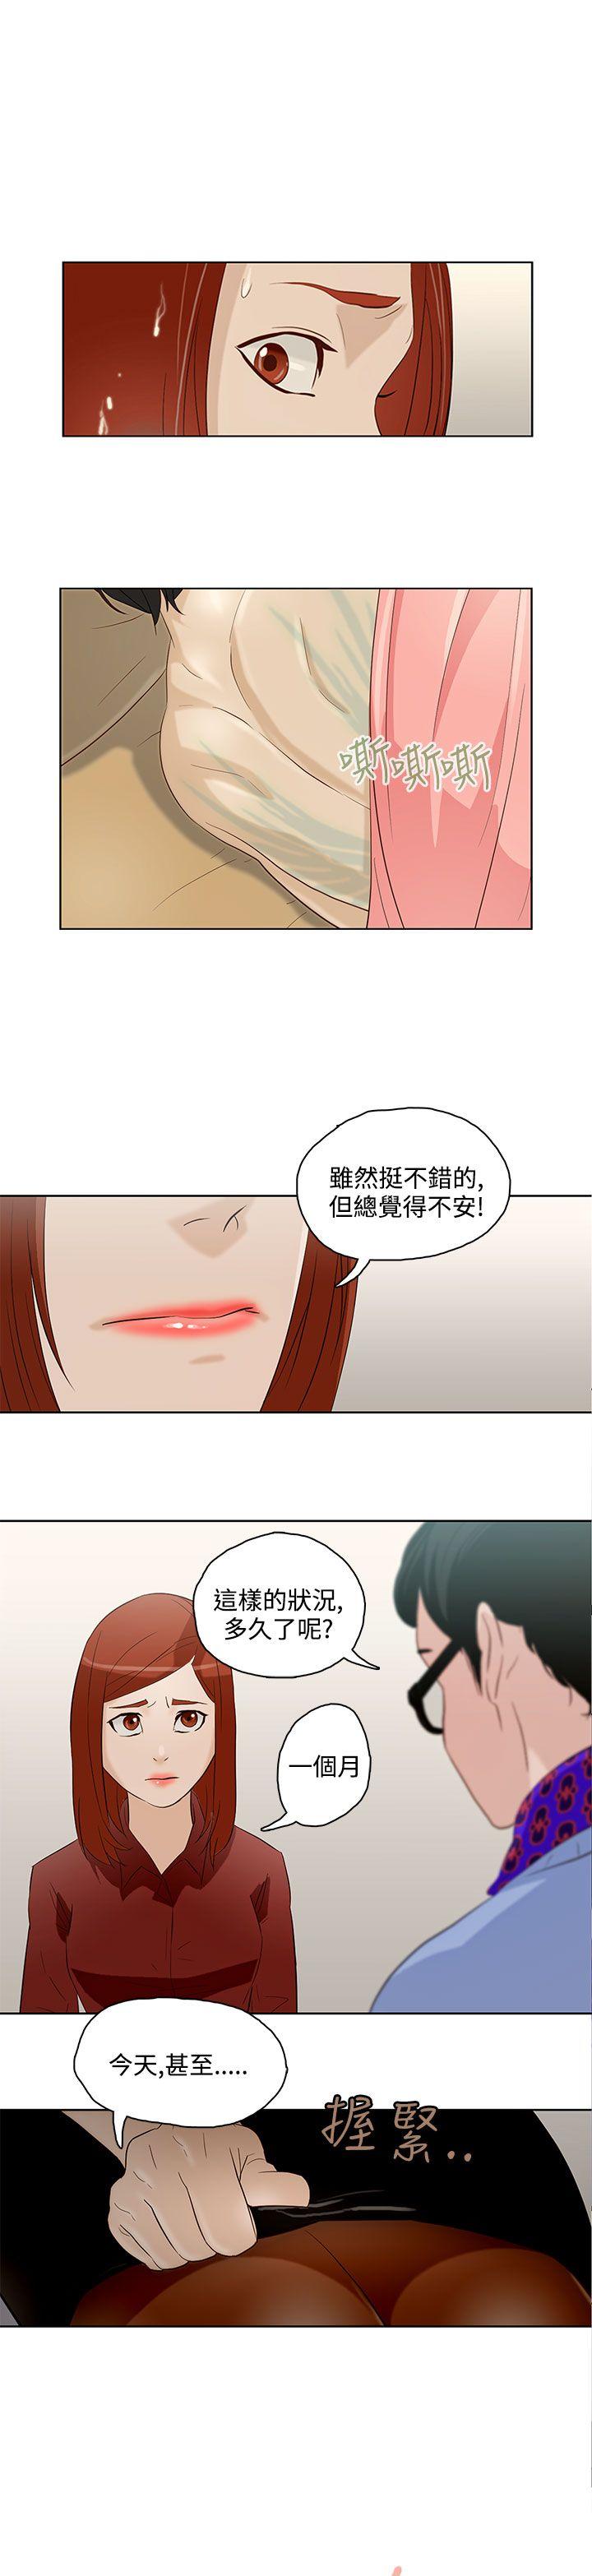 嘶嘶嘶
雖然挺不錯的,
但總覺得不安!
這樣的狀況,
多久了呢?
一個月
今天,甚至.....
握緊..